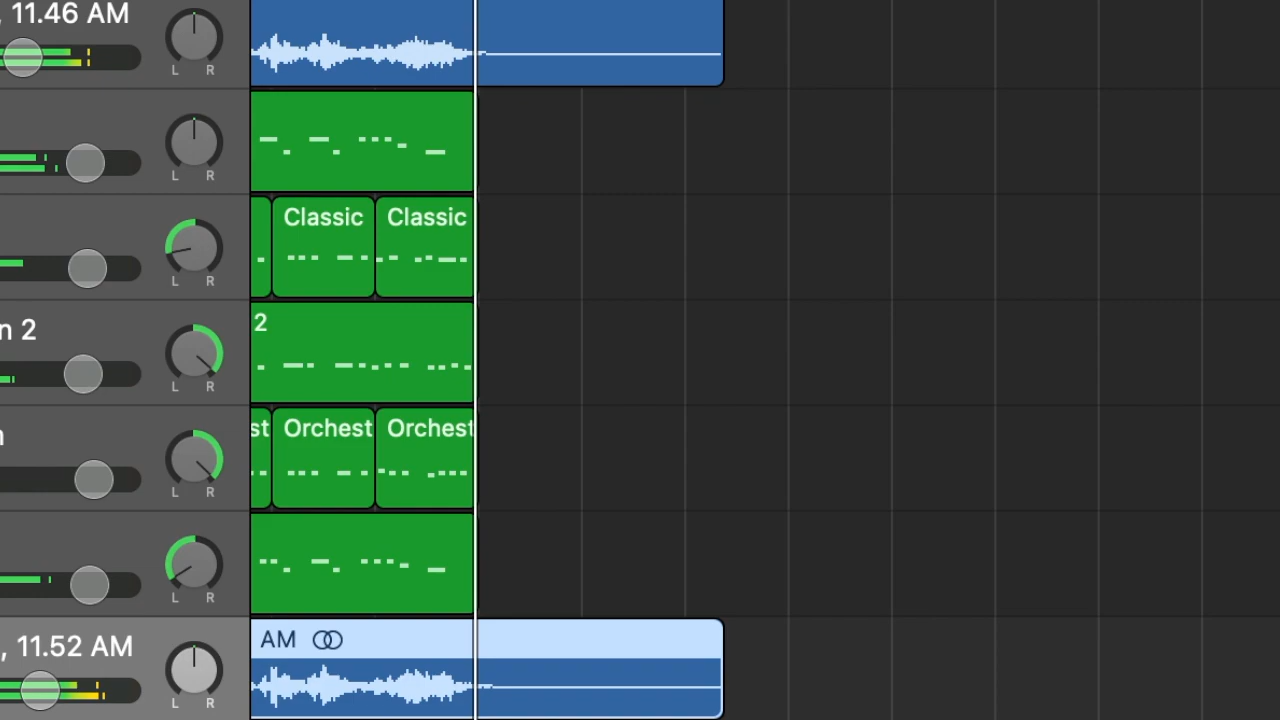 , 11.46 AM
L R
L R
Classic Classic
L R
n 2
2
L R
st Orchest Orchest
L R
L R
, 11.52 AM
AM
L R